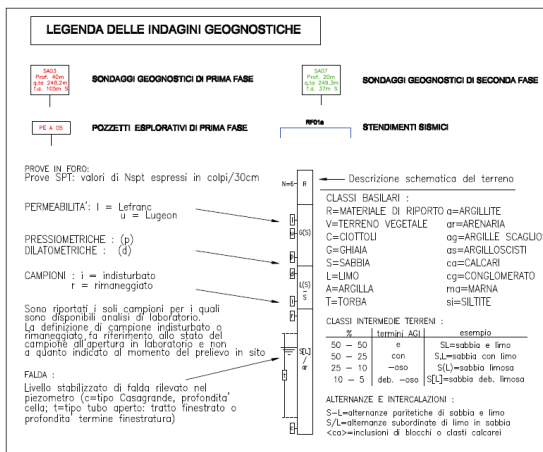 LEGENDA DELLE INDAGINI GEOGNOSTICHE
SA03
Prof. 40m
q.ta 248,2m
f.s. 105m S
SONDAGGI GEOGNOSTICI DI PRIMA FASE
SA07
Prof. 20m
q.ta 249,3m
f.s. 37m S
SONDAGGI GEOGNOSTICI DI SECONDA FASE
PE A 05
POZZETTI ESPLORATIVI DI PRIMA FASE
RF01a
STENDIMENTI SISMICI
PROVE IN FORO:
Prove SPT: valori di Nspt espressi in colpi/30cm
PERMEABILITA': l = Lefranc
u = Lugeon
PRESSIOMETRICHE : (p)
DILATOMETRICHE : (d)
CAMPIONI : i = indisturbato
r = rimaneggiato
Sono riportati i soli campioni per i quali
sono disponibili analisi di laboratorio.
La definizione di campione indisturbato o
rimaneggiato fa riferimento allo stato del
campione all'apertura in laboratorio e non
a quanto indicato al momento del prelievo in sito
FALDA :
Livello stabilizzato di falda rilevato nel
piezometro (c=tipo Casagrande, profondita'
cella; t=tipo tubo aperto: tratto finestrato o
profondita' termine finestratura)
N=6
R
G(S)
L(S)
–
S
S[L]
/
ar
Descrizione schematica del terreno
CLASSI BASILARI :
R=MATERIALE DI RIPORTO a=ARGILLITE
V=TERRENO VEGETALE ar=ARENARIA
C=CIOTTOLI ag=ARGILLE SCAGLIO
G=GHIAIA as=ARGILLOSCISTI
S=SABBIA ca=CALCARI
L=LIMO cg=CONGLOMERATO
A=ARGILLA ma=MARNA
T=TORBA si=SILTITE
CLASSI INTERMEDIE TERRENI :
% termini AGI esempio
50 – 50 e SL=sabbia e limo
50 – 25 con S,L=sabbia con limo
25 – 10 –oso S(L)=sabbia limosa
10 – 5 deb. –oso S[L]=sabbia deb. limosa
ALTERNANZE E INTERCALAZIONI :
S–L=alternanze paritetiche di sabbia e limo
S/L=alternanze subordinate di limo in sabbia
<ca>=inclusioni di blocchi o clasti calcarei